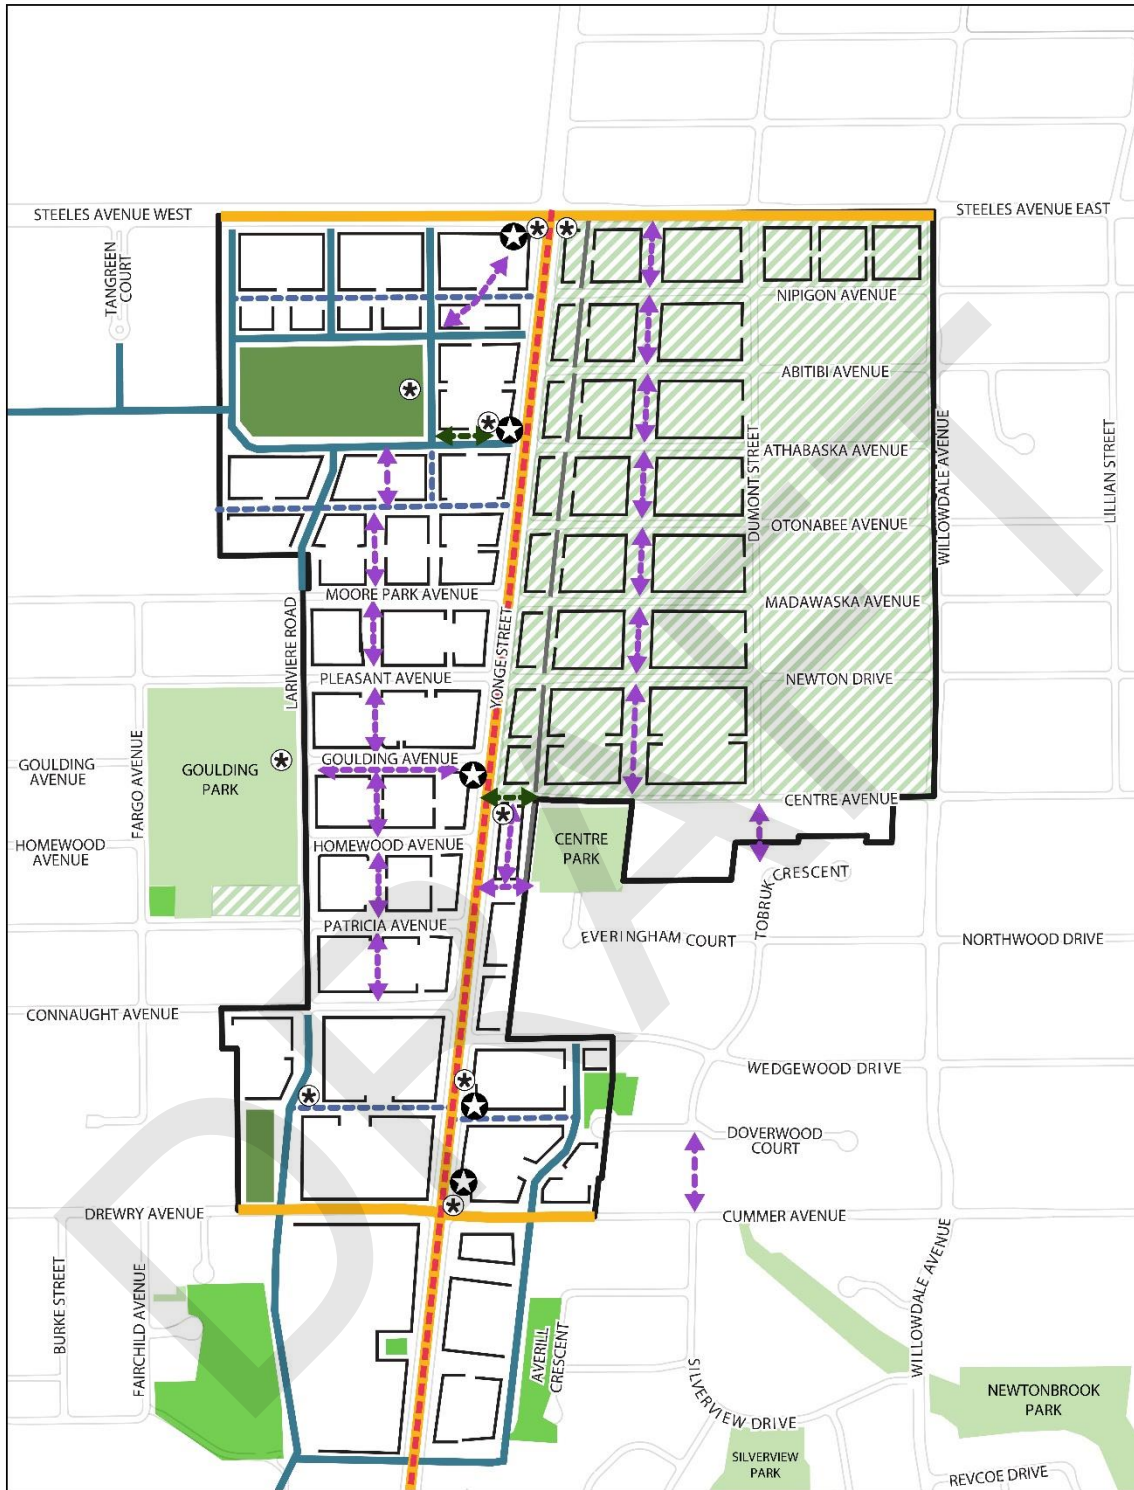 STEELES AVENUE WEST
STEELES AVENUE EAST
TANGREEN
COURT
NIPIGON AVENUE
ABITIBI AVENUE
ATHABASKA AVENUE
DUMONT STREET
WILLOWDALE AVENUE
LILLIAN STREET
OTONABEE AVENUE
MOORE PARK AVENUE
MADAWASKA AVENUE
LARIVIERE ROAD
YONGE STREET
PLEASANT AVENUE
NEWTON DRIVE
GOULDING
AVENUE
FARGO AVENUE
GOULDING
PARK
GOULDING AVENUE
CENTRE AVENUE
HOMEWOOD
AVENUE
HOMEWOOD AVENUE
CENTRE
PARK
TOBRUK CRESCENT
PATRICIA AVENUE
EVERINGHAM COURT
NORTHWOOD DRIVE
CONNAUGHT AVENUE
WEDGEWOOD DRIVE
DOVERWOOD
COURT
DREWRY AVENUE
CUMMER AVENUE
BURKE STREET
FAIRCHILD AVENUE
AVERILL
CRESCENT
WILLOWDALE AVENUE
SILVERVIEW DRIVE
NEWTONBROOK
PARK
SILVERVIEW
PARK
REVCOE DRIVE
DRAFT